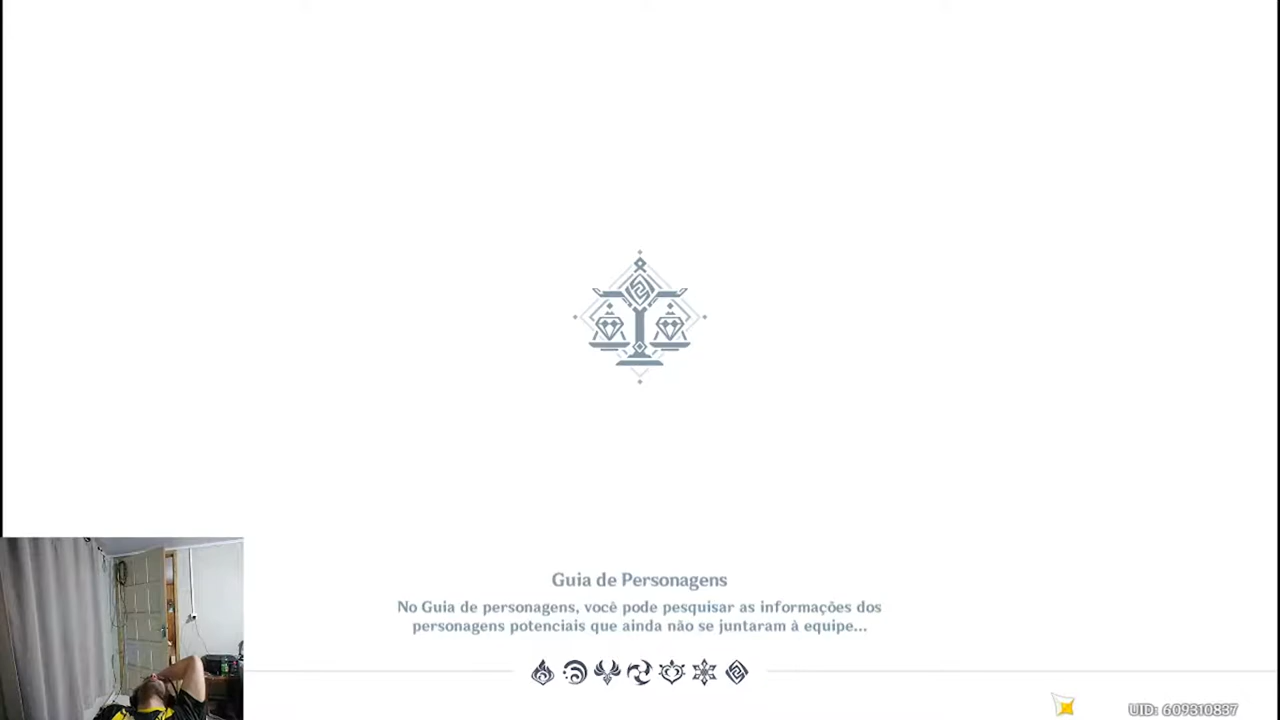 Guia de Personagens
No Guia de personagens, você pode pesquisar as informações dos
personagens potenciais que ainda não se juntaram à equipe...
UID: 609310837